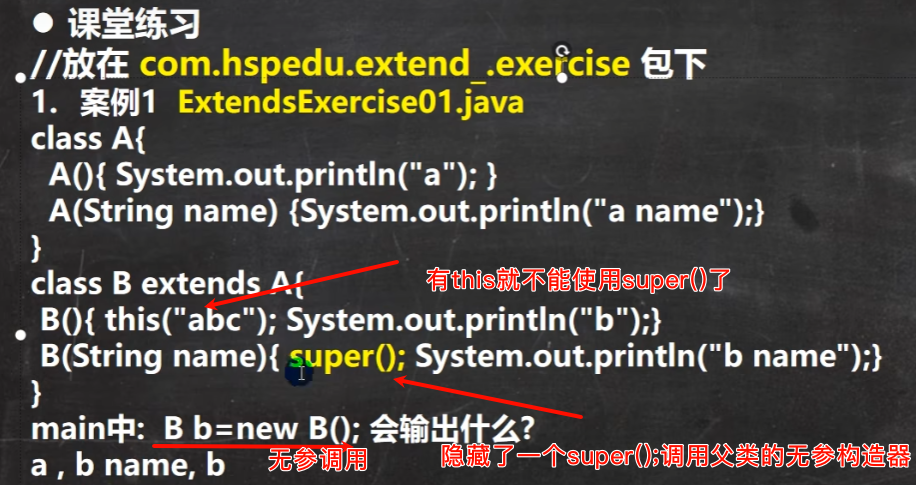 ● 课堂练习
//放在 com.hspedu.extend_.exercise 包下
1. 案例1 ExtendsExercise01.java
class A{
A(){ System.out.println("a"); }
A(String name) {System.out.println("a name");}
}
class B extends A{
有this就不能使用super()了
B(){ this("abc"); System.out.println("b");}
B(String name){ super(); System.out.println("b name");}
}
main中: B b=new B(); 会输出什么?
无参调用
隐藏了一个super();调用父类的无参构造器
a , b name, b